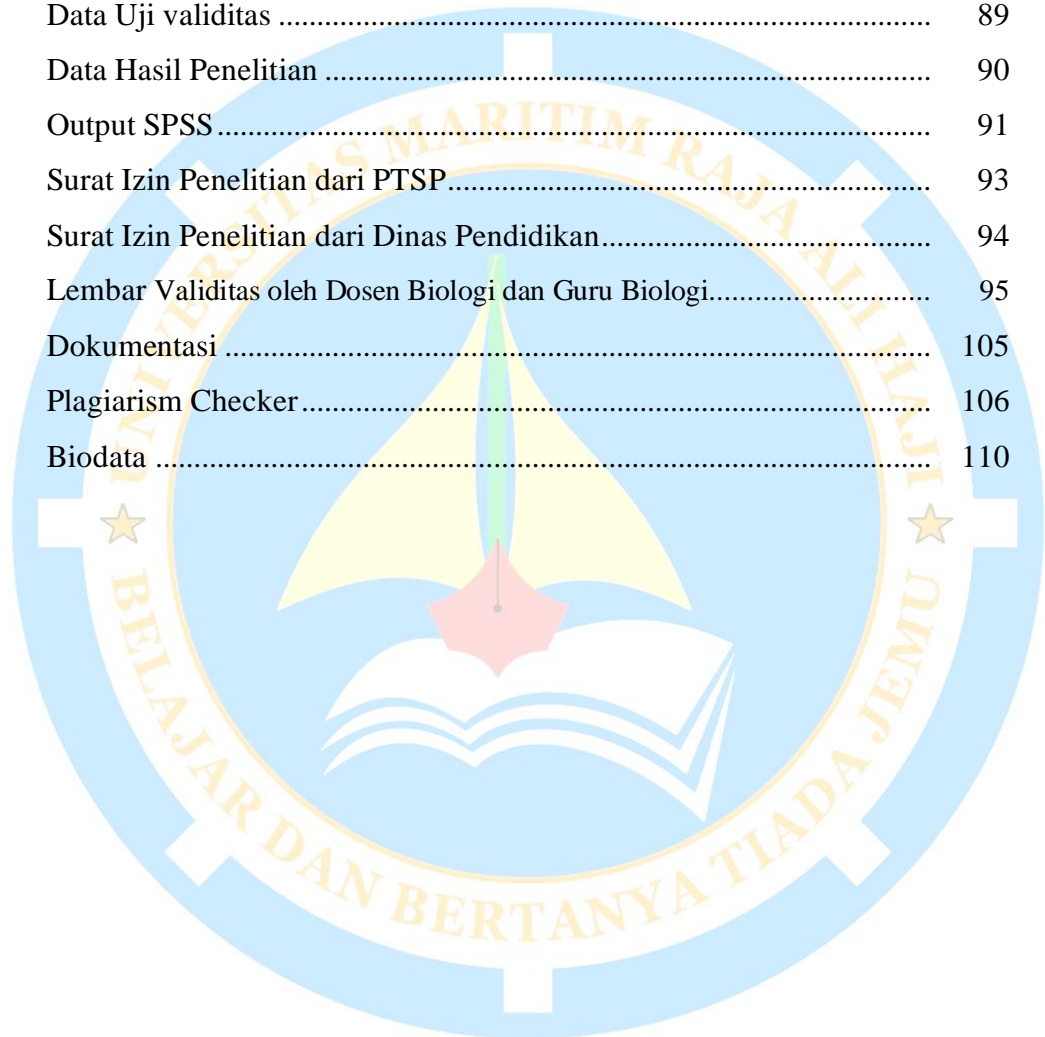 Data Uji validitas ........................................................................................ 89
Data Hasil Penelitian ................................................................................. 90
Output SPSS ................................................................................................ 91
Surat Izin Penelitian dari PTSP.................................................................. 93
Surat Izin Penelitian dari Dinas Pendidikan............................................... 94
Lembar Validitas oleh Dosen Biologi dan Guru Biologi............................ 95
Dokumentasi ............................................................................................... 105
Plagiarism Checker ..................................................................................... 106
Biodata ........................................................................................................ 110
UNIVERSITAS MARITIM RAJA ALI HAJI
BELAJAR DAN BERTANYA TIADA JEMU